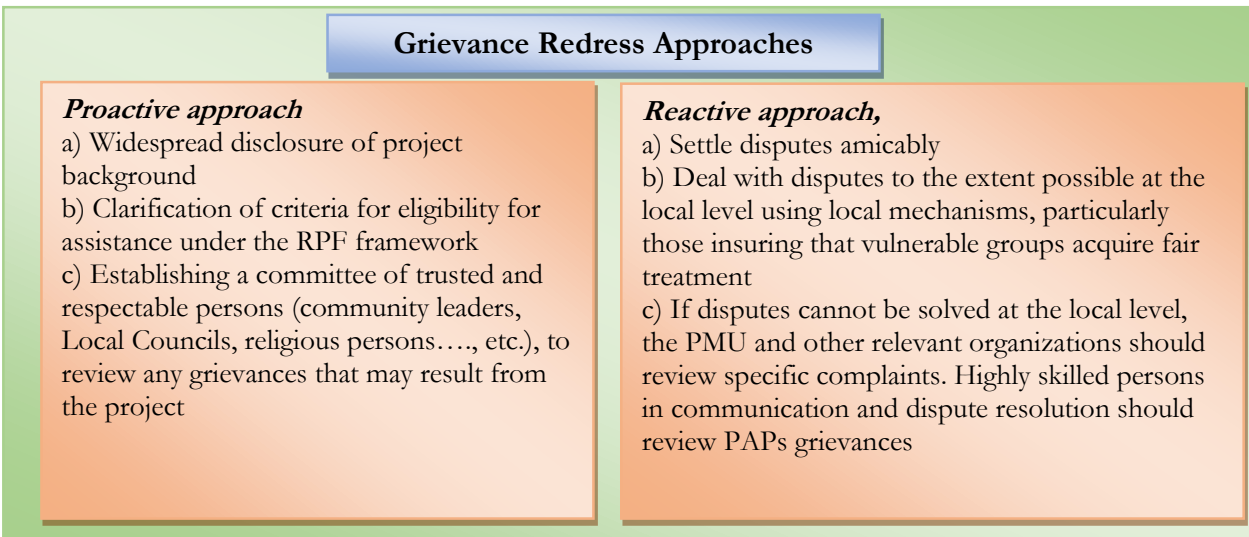 Grievance Redress Approaches
Proactive approach
a) Widespread disclosure of project
background
b) Clarification of criteria for eligibility for
assistance under the RPF framework
c) Establishing a committee of trusted and
respectable persons (community leaders,
Local Councils, religious persons…., etc.), to
review any grievances that may result from
the project
Reactive approach,
a) Settle disputes amicably
b) Deal with disputes to the extent possible at the
local level using local mechanisms, particularly
those insuring that vulnerable groups acquire fair
treatment
c) If disputes cannot be solved at the local level,
the PMU and other relevant organizations should
review specific complaints. Highly skilled persons
in communication and dispute resolution should
review PAPs grievances